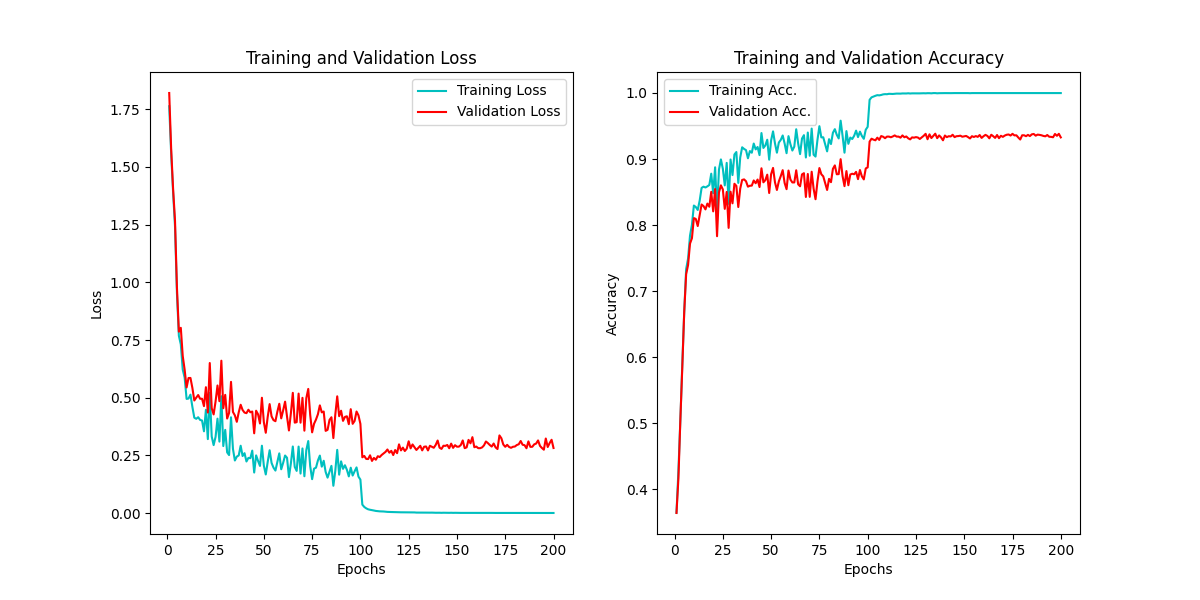 Training and Validation Loss
Training Loss
Validation Loss
1.75
1.50
1.25
1.00
0.75
0.50
0.25
0.00
Loss
0 25 50 75 100 125 150 175 200
Epochs
Training and Validation Accuracy
Training Acc.
Validation Acc.
1.0
0.9
0.8
0.7
0.6
0.5
0.4
Accuracy
0 25 50 75 100 125 150 175 200
Epochs